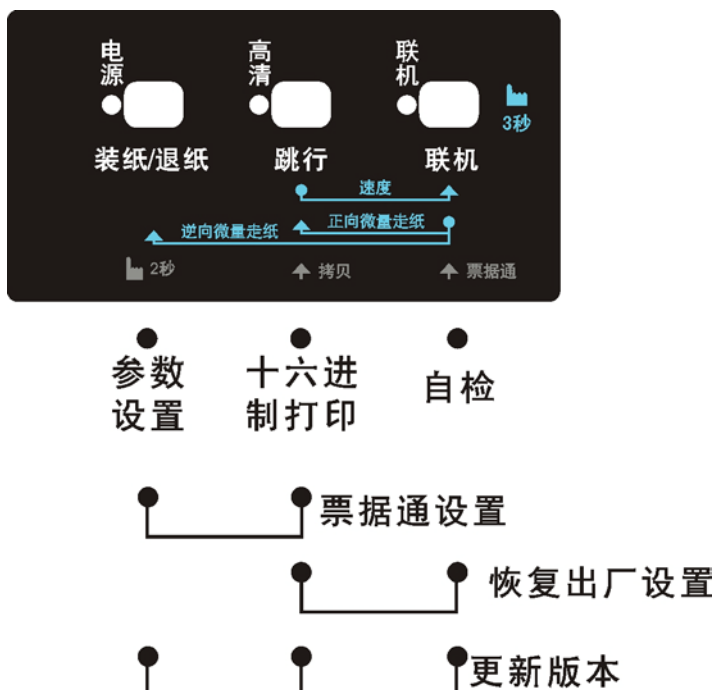 电源 高清 联机
3秒
装纸/退纸 跳行 联机
速度
逆向微量走纸 正向微量走纸
2秒 拷贝 票据通
参数设置 十六进制打印 自检
票据通设置
恢复出厂设置
更新版本